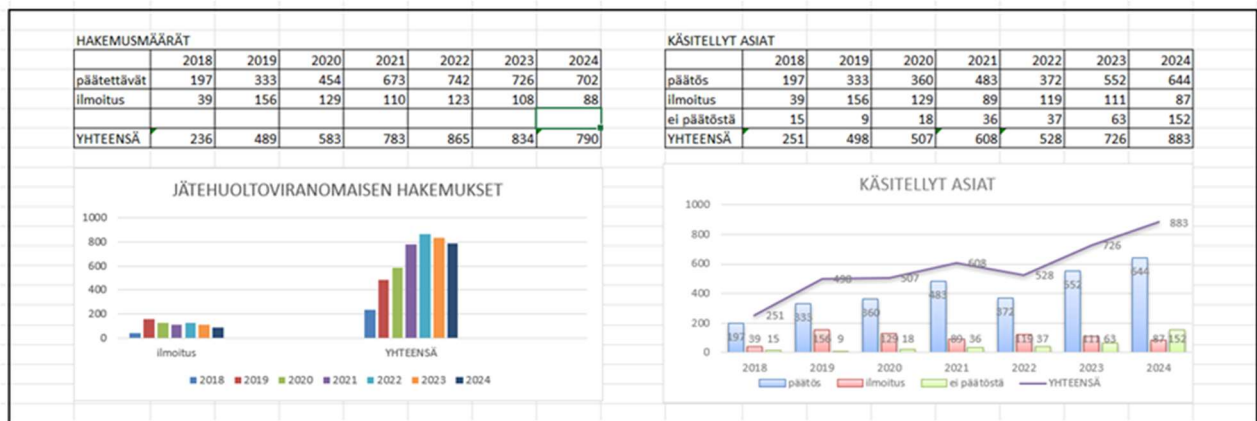 HAKEMUSMÄÄRÄT
2018 2019 2020 2021 2022 2023 2024
päätettävät 197 333 454 673 742 726 702
ilmoitus 39 156 129 110 123 108 88
YHTEENSÄ 236 489 583 783 865 834 790
JÄTEHUOLTOVIRANOMAISEN HAKEMUKSET
1000
800
600
400
200
0
ilmoitus YHTEENSÄ
2018 2019 2020 2021 2022 2023 2024
KÄSITELLYT ASIAT
2018 2019 2020 2021 2022 2023 2024
päätös 197 333 360 483 372 552 644
ilmoitus 39 156 129 89 119 111 87
ei päätöstä 15 9 18 36 37 63 152
YHTEENSÄ 251 498 507 608 528 726 883
KÄSITELLYT ASIAT
1000
800
600
400
200
0
251 498 507 608 528 726 883
197 333 360 483 372 552 644
39 15 156 9 129 18 89 36 119 37 111 63 87 152
2018 2019 2020 2021 2022 2023 2024
päätös ilmoitus ei päätöstä YHTEENSÄ